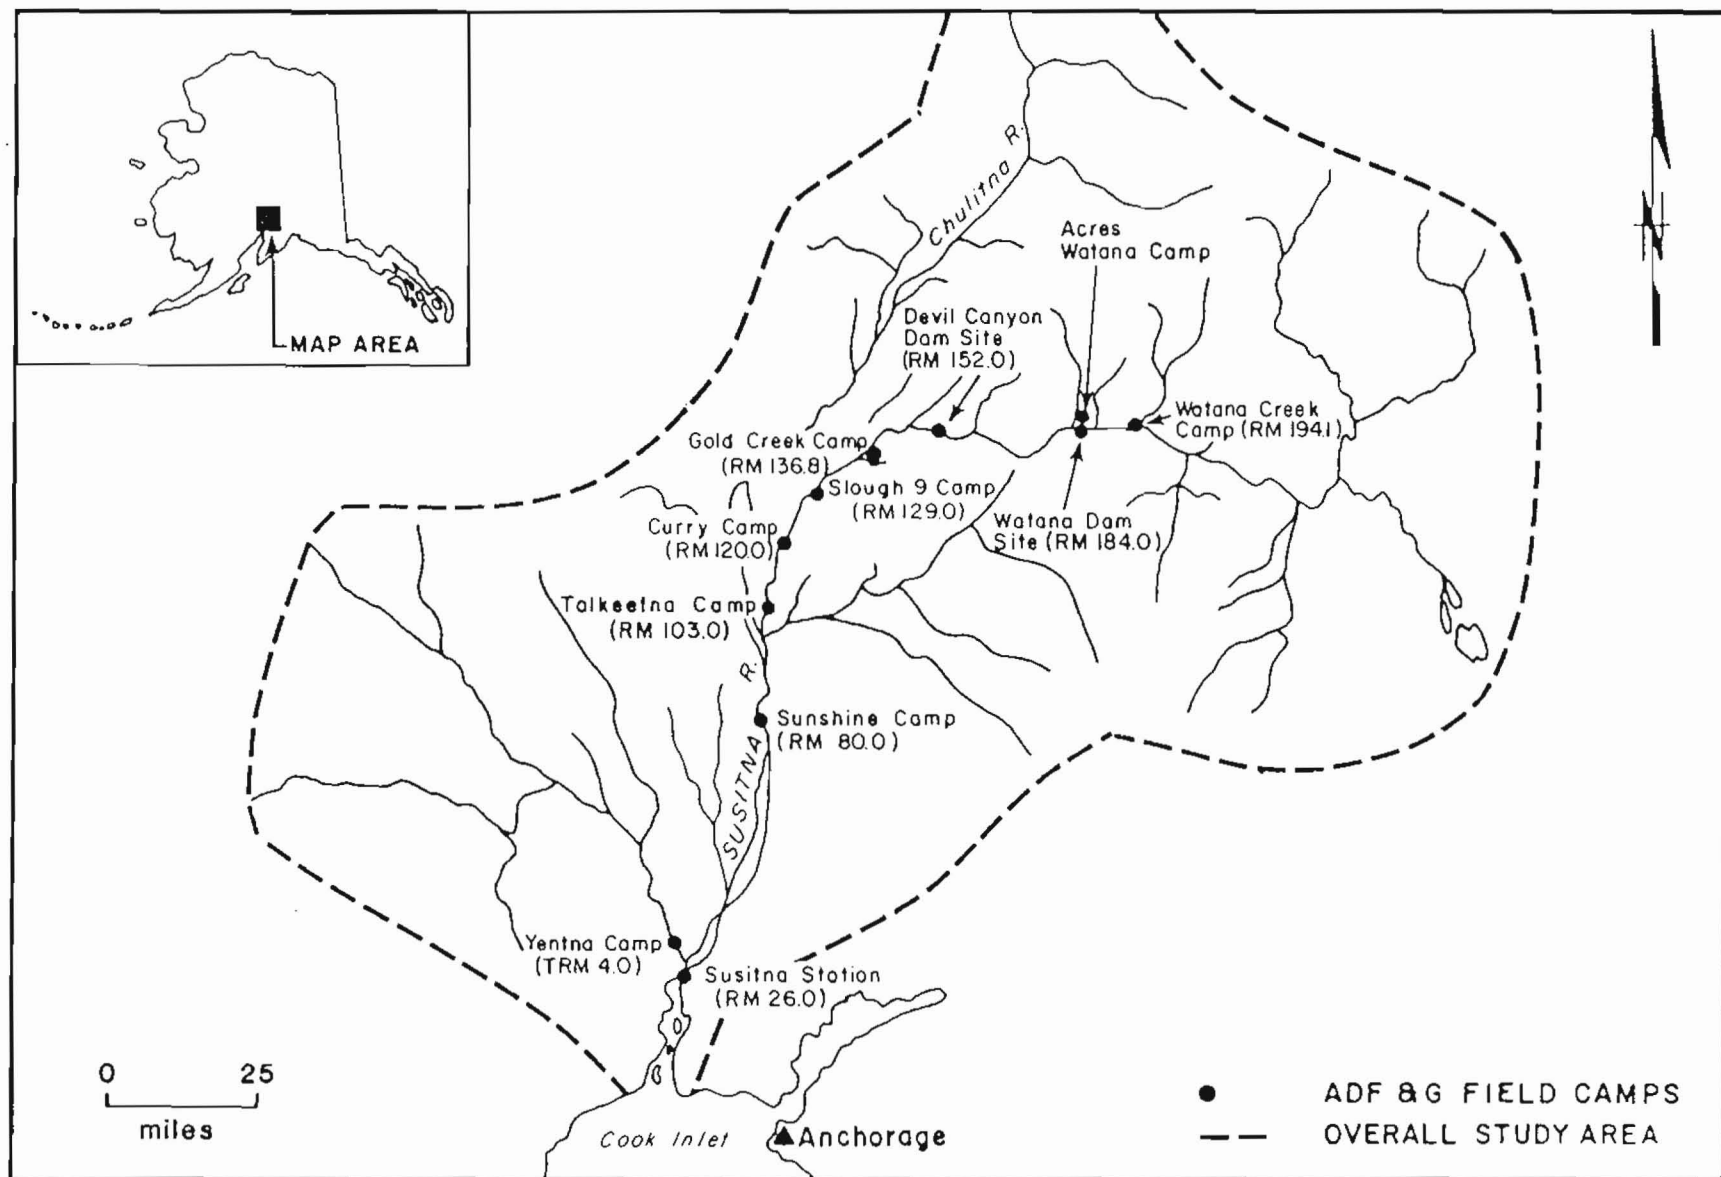 MAP AREA
Chulitna R.
Acres
Watana Camp
Devil Canyon
Dam Site
(RM 152.0)
Watana Creek
Camp (RM 194.1)
Gold Creek Camp
(RM 136.8)
Slough 9 Camp
(RM 129.0)
Watana Dam
Site (RM 184.0)
Curry Camp
(RM 120.0)
Talkeetna Camp
(RM 103.0)
SUSITNA R.
Sunshine Camp
(RM 80.0)
Yentna Camp
(TRM 4.0)
Susitna Station
(RM 26.0)
0 25
miles
Cook Inlet
Anchorage
ADF & G FIELD CAMPS
OVERALL STUDY AREA
N